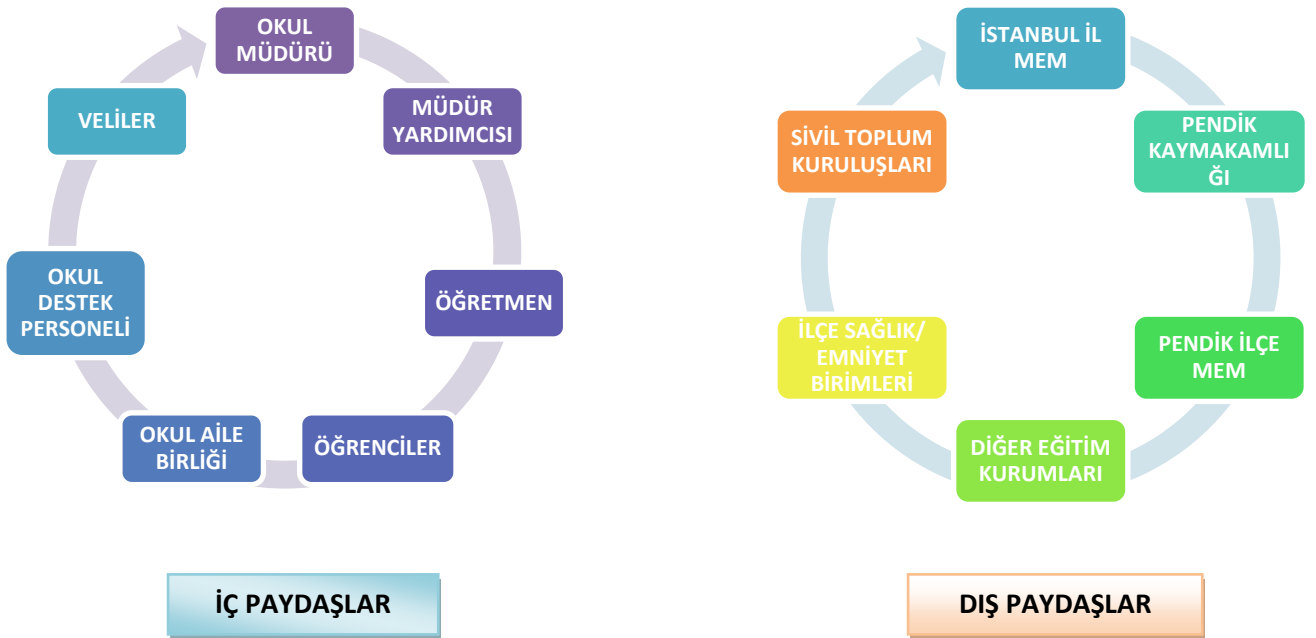 OKUL
MÜDÜRÜ
MÜDÜR
YARDIMCISI
ÖĞRETMEN
ÖĞRENCİLER
OKUL AİLE
BİRLİĞİ
OKUL
DESTEK
PERSONELİ
VELİLER
İÇ PAYDAŞLAR
İSTANBUL İL
MEM
PENDİK
KAYMAKAMLI
ĞI
PENDİK İLÇE
MEM
DİĞER EĞİTİM
KURUMLARI
İLÇE SAĞLIK/
EMNİYET
BİRİMLERİ
SİVİL TOPLUM
KURULUŞLARI
DIŞ PAYDAŞLAR